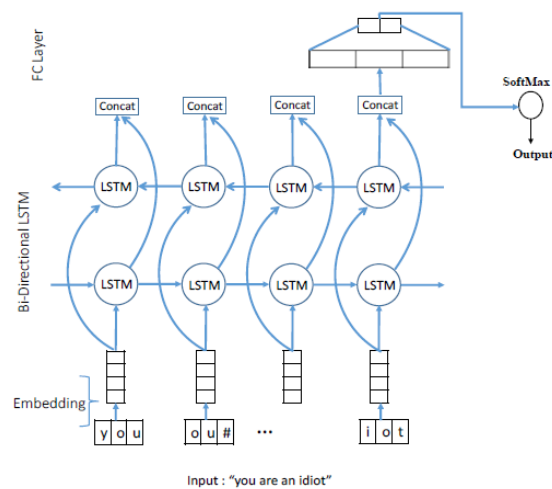 FC Layer
SoftMax
Concat Concat Concat Concat
Output
LSTM LSTM LSTM LSTM
Bi-Directional LSTM
LSTM LSTM LSTM LSTM
Embedding
y o u o u # ... i o t
Input : "you are an idiot"